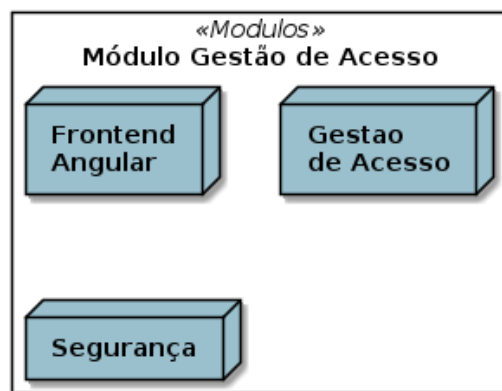 «Modulos»
Módulo Gestão de Acesso
Frontend
Angular
Gestao
de Acesso
Segurança